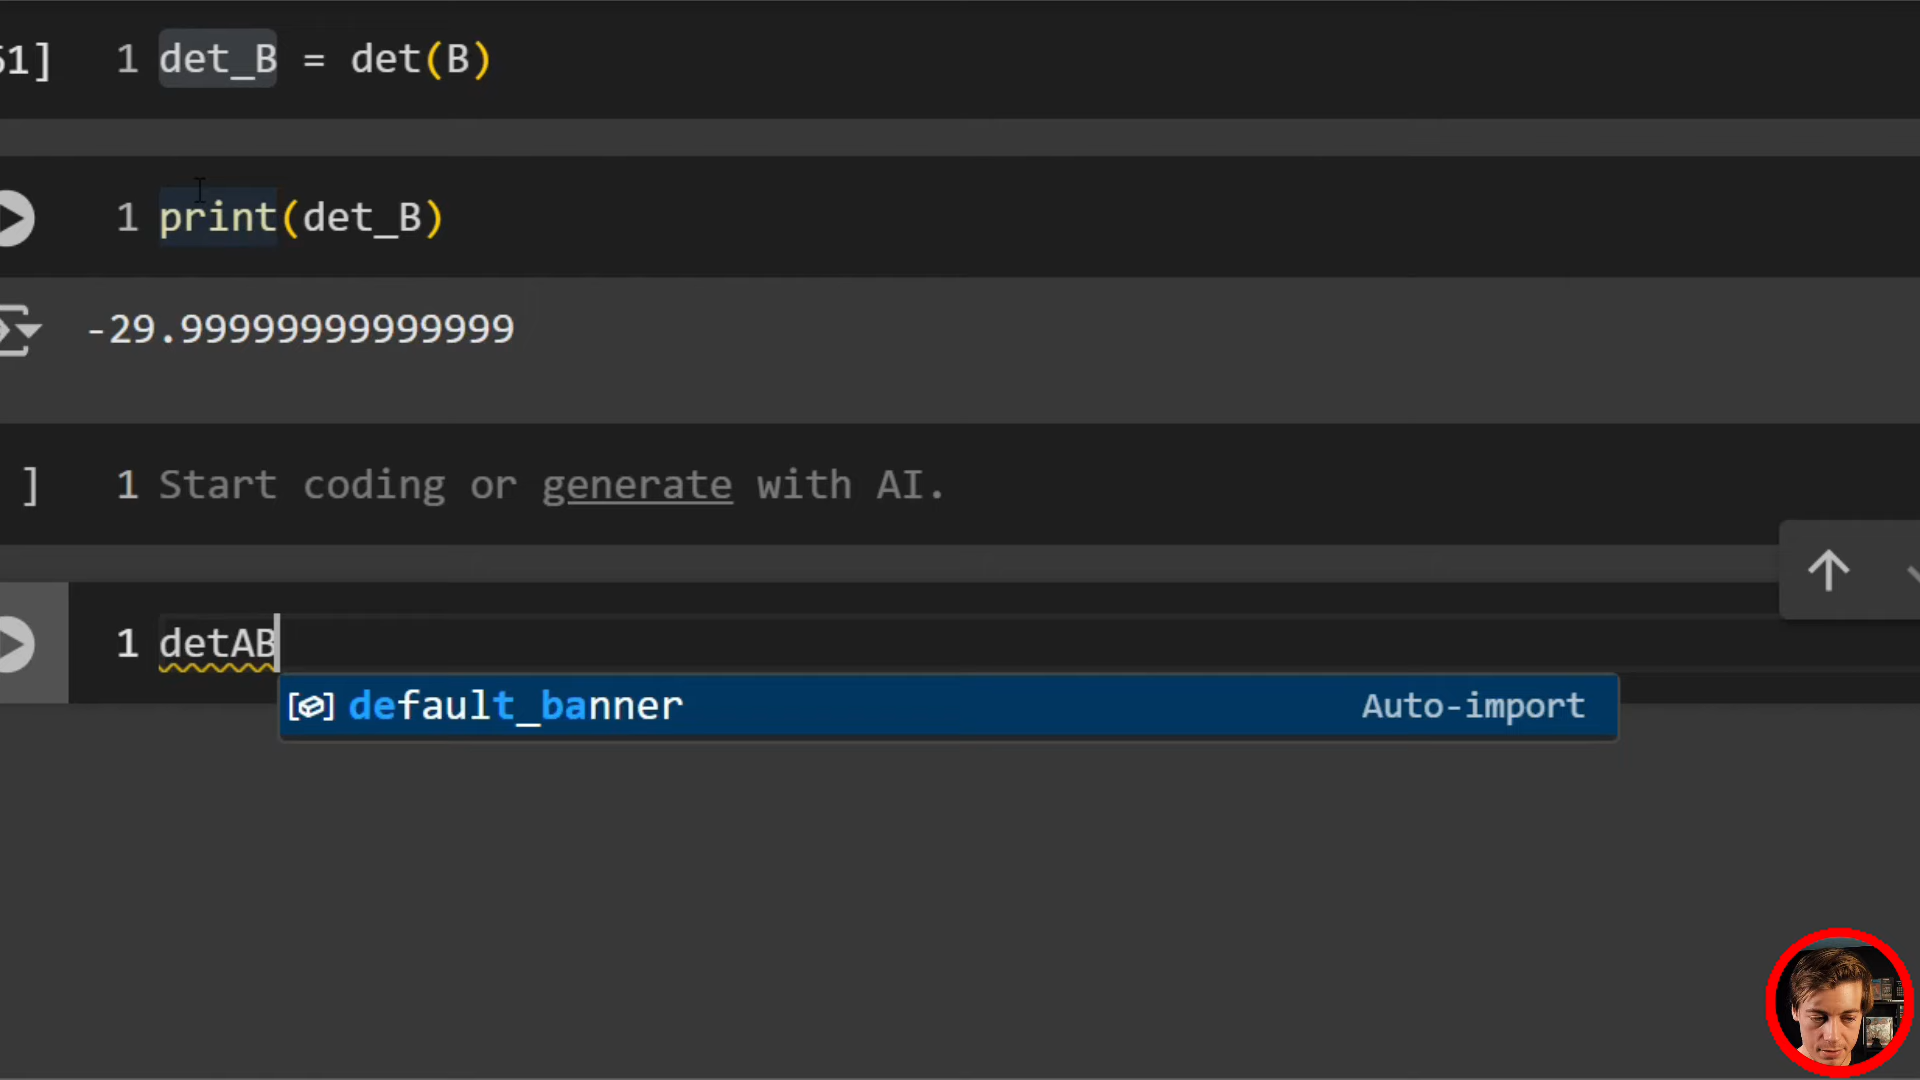 51] 1 det_B = det(B)
1 print(det_B)
-29.99999999999999
] 1 Start coding or generate with AI.
1 detAB
default_banner Auto-import